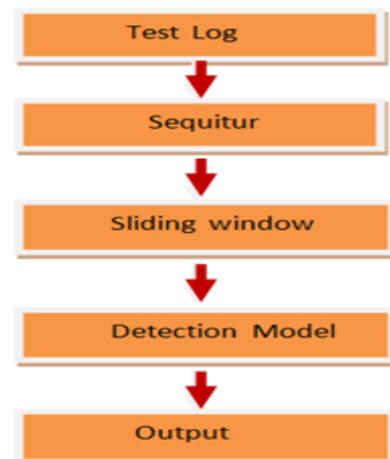 Test Log
Sequitur
Sliding window
Detection Model
Output